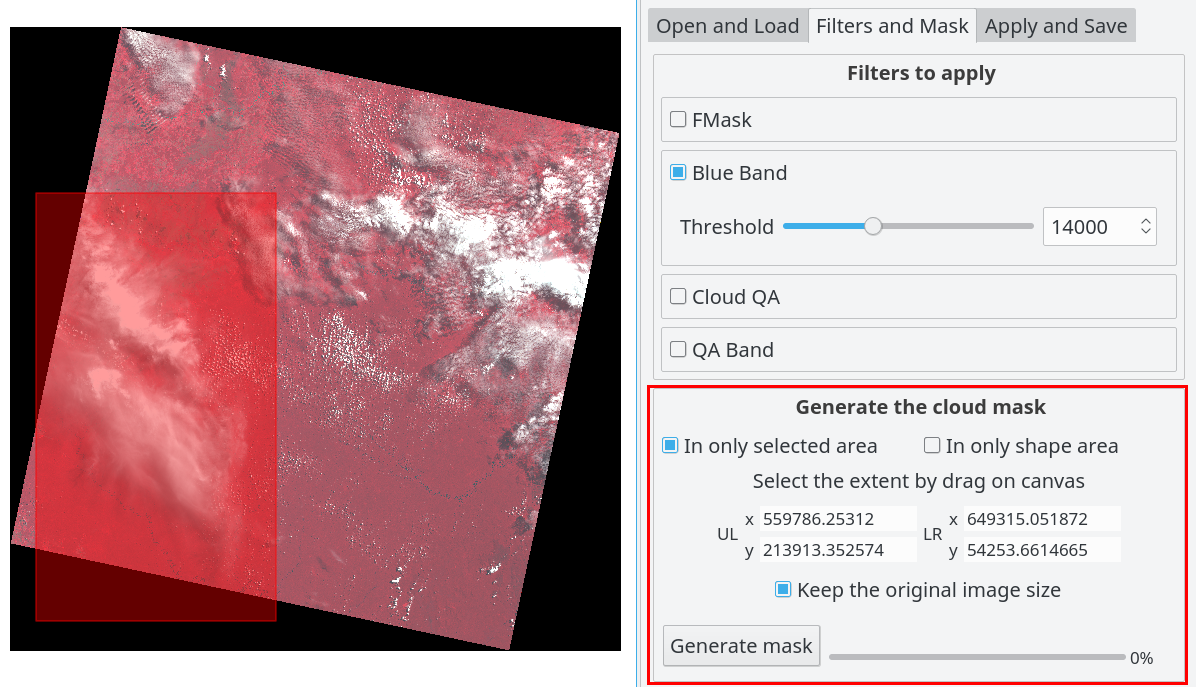 Open and Load Filters and Mask Apply and Save
Filters to apply
FMask
Blue Band
Threshold 14000
Cloud QA
QA Band
Generate the cloud mask
In only selected area In only shape area
Select the extent by drag on canvas
UL x 559786.25312 LR x 649315.051872
y 213913.352574 y 54253.6614665
Keep the original image size
Generate mask 0%